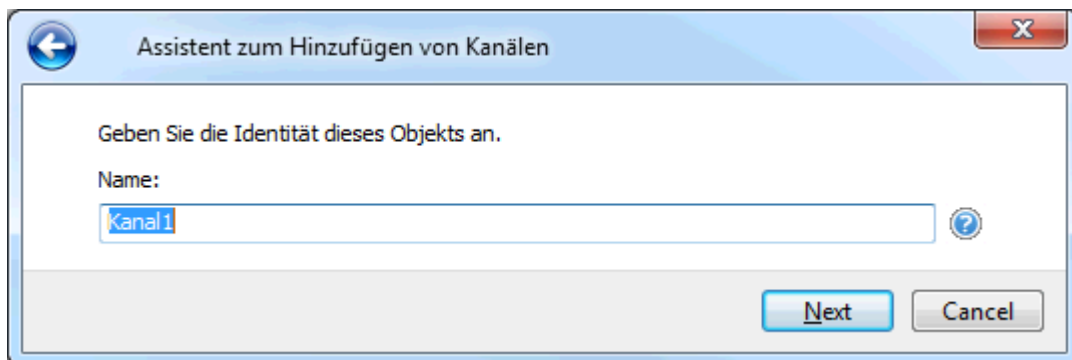 Assistent zum Hinzufügen von Kanälen
Geben Sie die Identität dieses Objekts an.
Name:
Kanal1
Next
Cancel